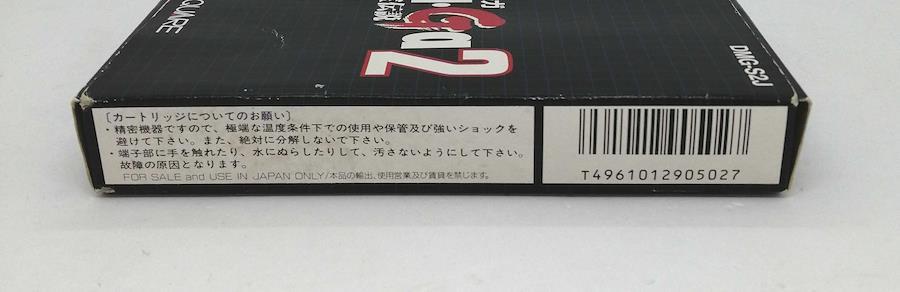 SQUARE
カ
Ga2
伝説
DMG-S2J
〔カートリッジについてのお願い〕
・精密機器ですので、極端な温度条件下での使用や保管及び強いショックを
避けて下さい。また、絶対に分解しないで下さい。
・端子部に手を触れたり、水にぬらしたりして、汚さないようにして下さい。
故障の原因となります。
FOR SALE and USE IN JAPAN ONLY/本品の輸出、使用営業及び賃貸を禁じます。
T4961012905027